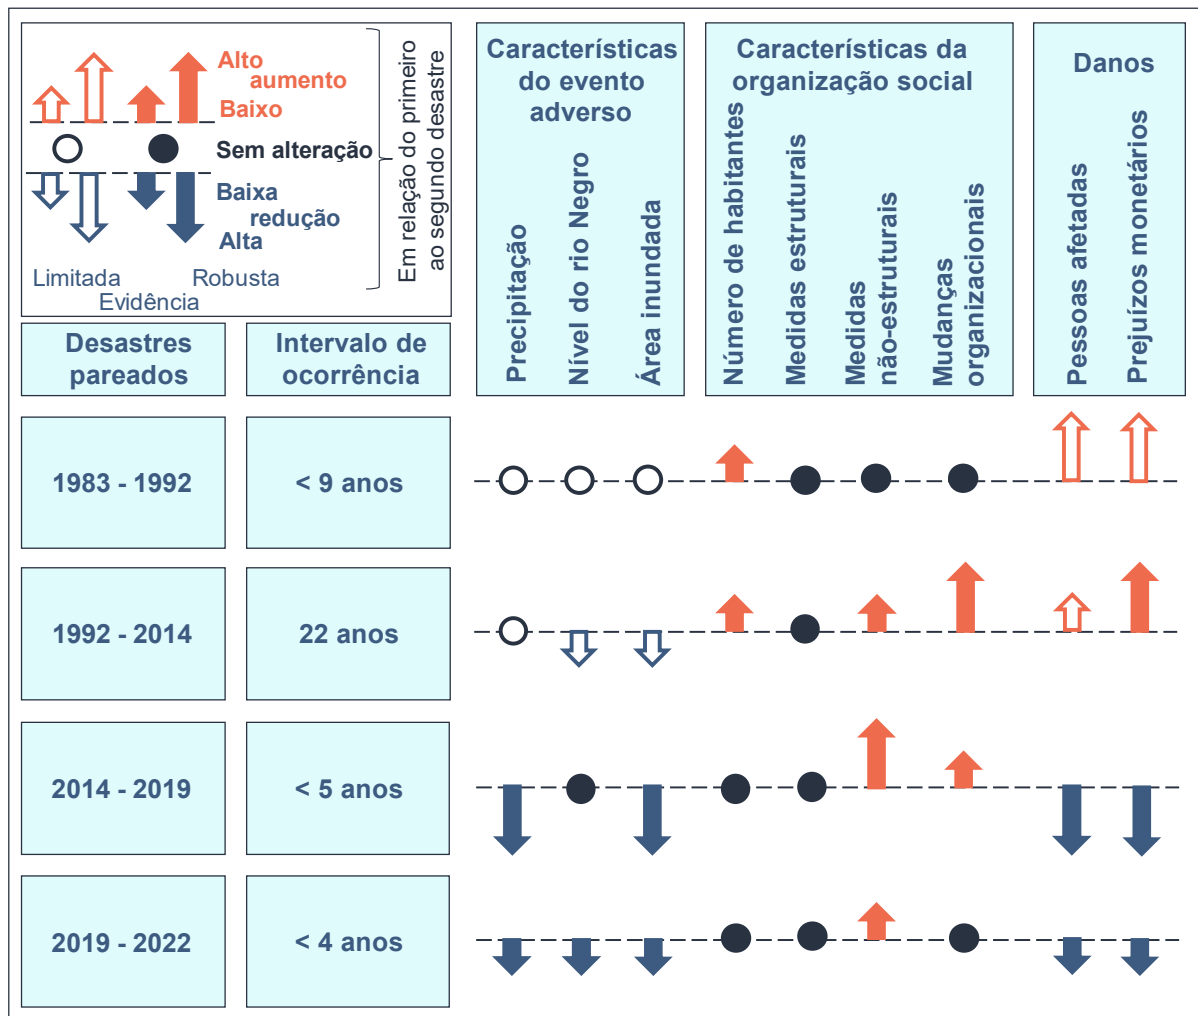 Alto
aumento
Baixo
Sem alteração
Baixa
redução
Alta
Limitada
Robusta
Evidência
Em relação do primeiro
ao segundo desastre
Características
do evento
adverso
Características da
organização social
Danos
Precipitação
Nível do rio Negro
Área inundada
Número de habitantes
Medidas estruturais
Medidas
não-estruturais
Mudanças
organizacionais
Pessoas afetadas
Prejuízos monetários
Desastres
pareados
Intervalo de
ocorrência
1983 - 1992
< 9 anos
1992 - 2014
22 anos
2014 - 2019
< 5 anos
2019 - 2022
< 4 anos